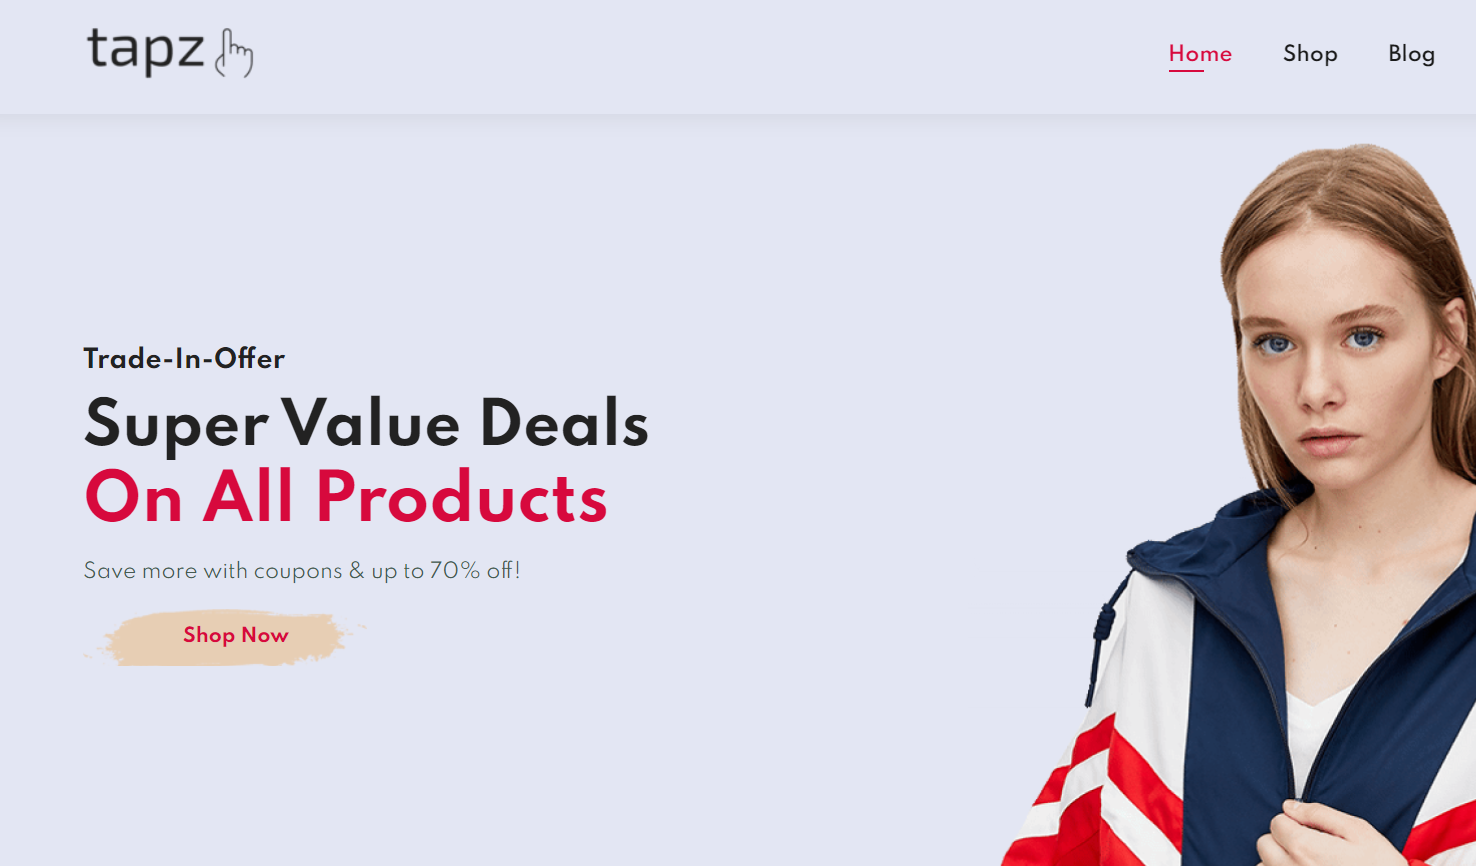 tapz
Home Shop Blog
Trade-In-Offer
Super Value Deals
On All Products
Save more with coupons & up to 70% off!
Shop Now